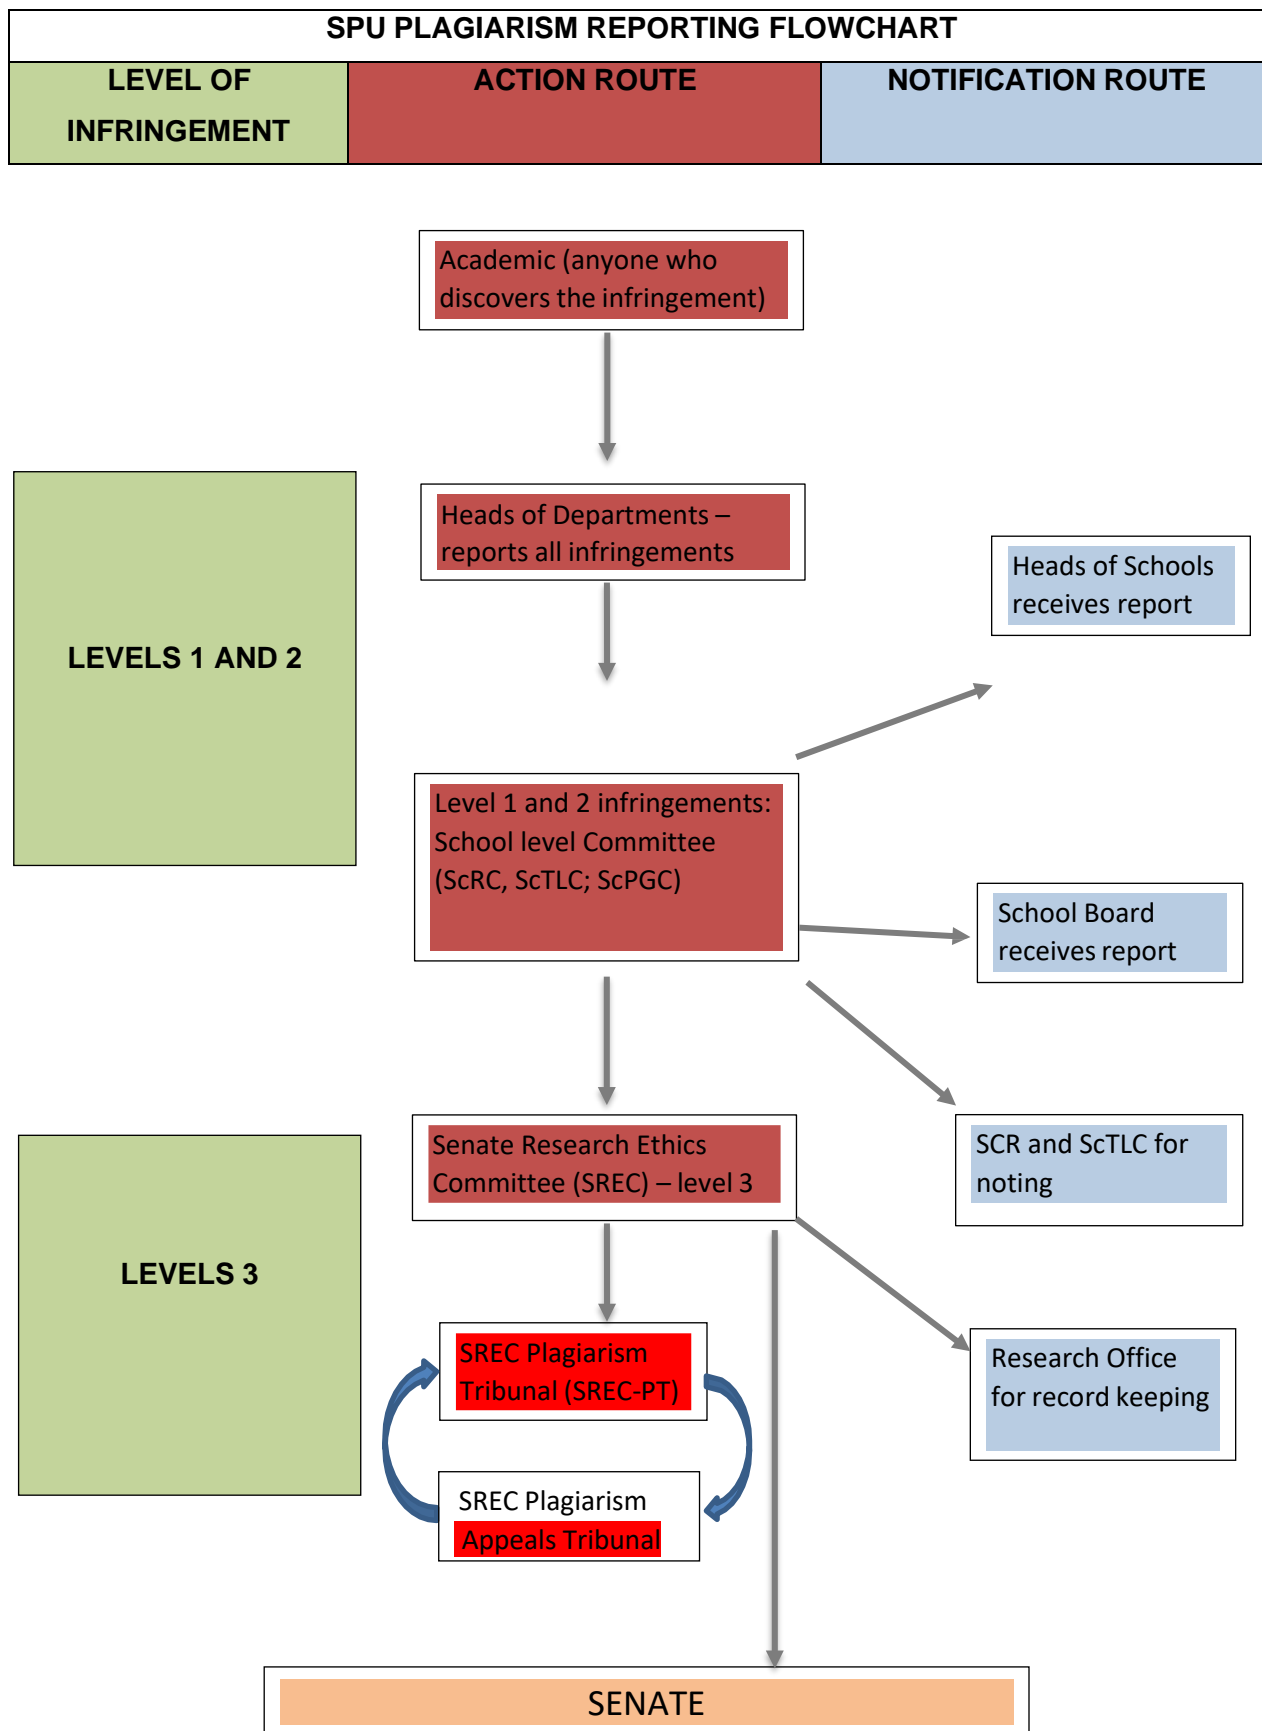 SPU PLAGIARISM REPORTING FLOWCHART
LEVEL OF
INFRINGEMENT
ACTION ROUTE
NOTIFICATION ROUTE
Academic (anyone who
discovers the infringement)
Heads of Departments –
reports all infringements
Heads of Schools
receives report
LEVELS 1 AND 2
Level 1 and 2 infringements:
School level Committee
(ScRC, ScTLC; ScPGC)
School Board
receives report
Senate Research Ethics
Committee (SREC) – level 3
SCR and ScTLC for
noting
LEVELS 3
SREC Plagiarism
Tribunal (SREC-PT)
Research Office
for record keeping
SREC Plagiarism
Appeals Tribunal
SENATE